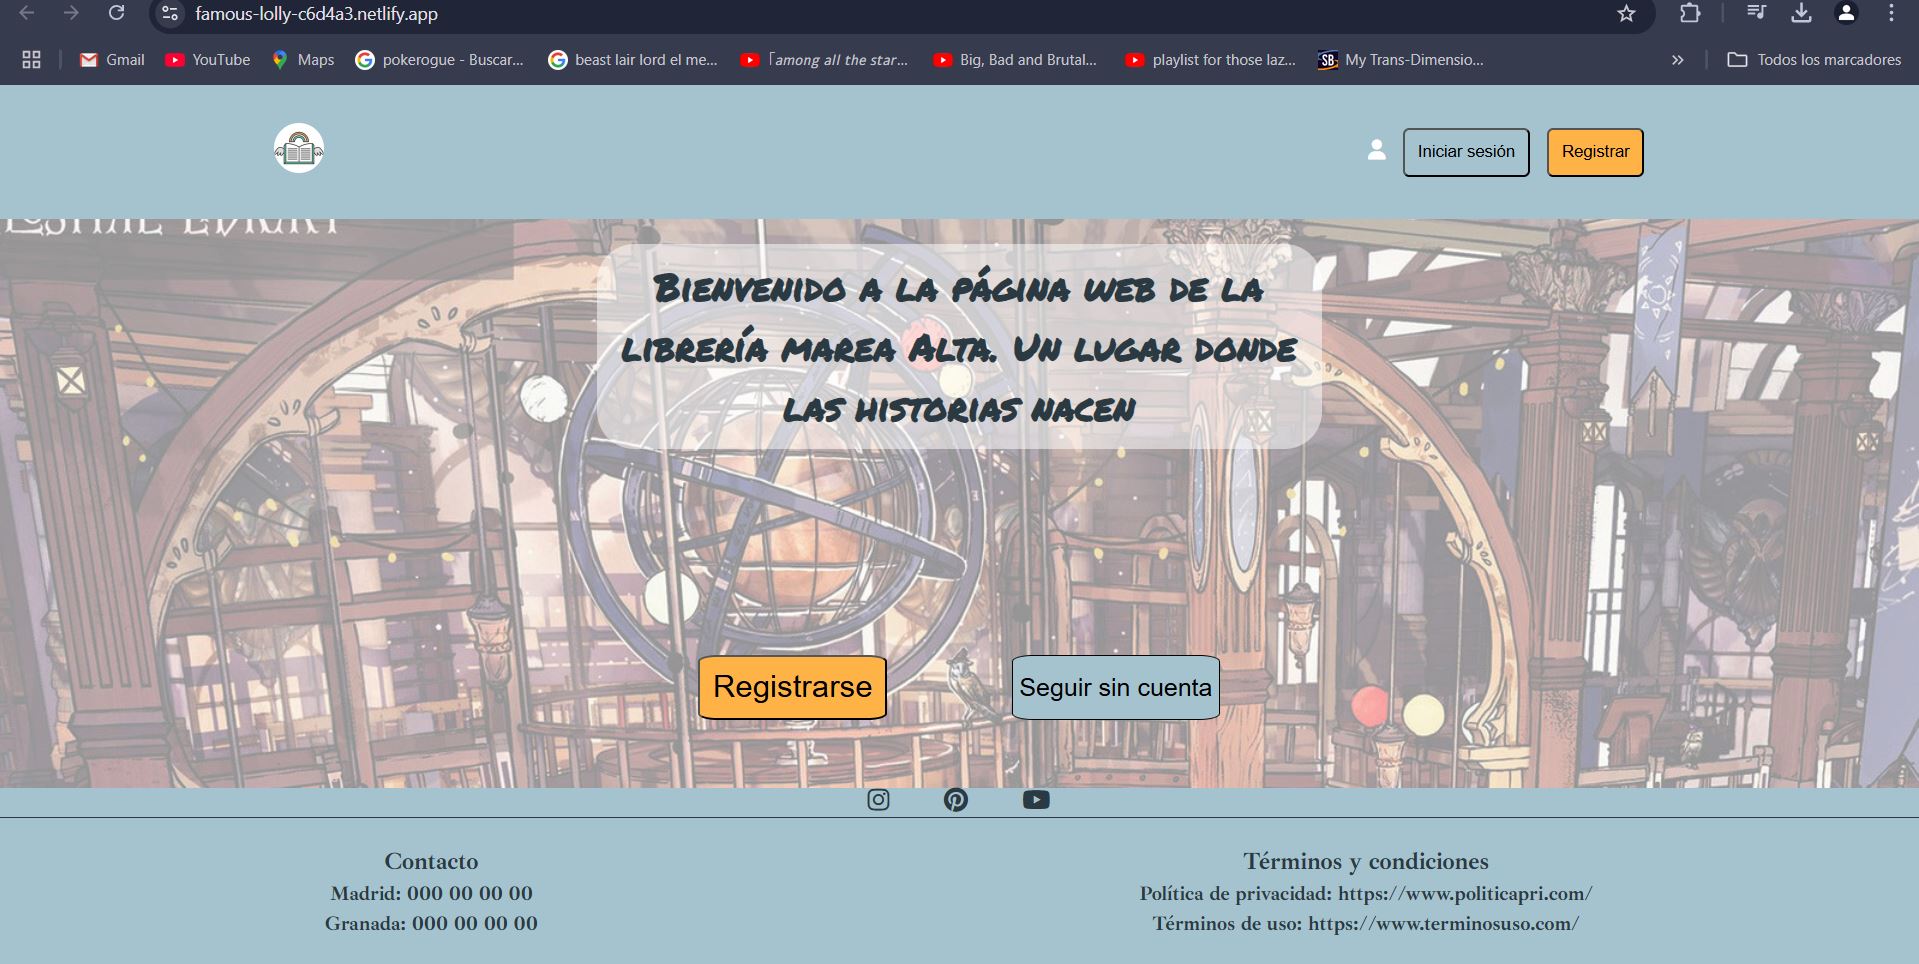 famous-lolly-c6d4a3.netlify.app
Gmail
YouTube
Maps
pokerogue - Buscar...
beast lair lord el me...
「among all the star...
Big, Bad and Brutal...
playlist for those laz...
SB
My Trans-Dimensio...
»
Todos los marcadores
Iniciar sesión
Registrar
Bienvenido a la página web de la
librería marea Alta. Un lugar donde
las historias nacen
Registrarse
Seguir sin cuenta
Contacto
Madrid: 000 00 00 00
Granada: 000 00 00 00
Términos y condiciones
Política de privacidad: https://www.politicapri.com/
Términos de uso: https://www.terminosuso.com/